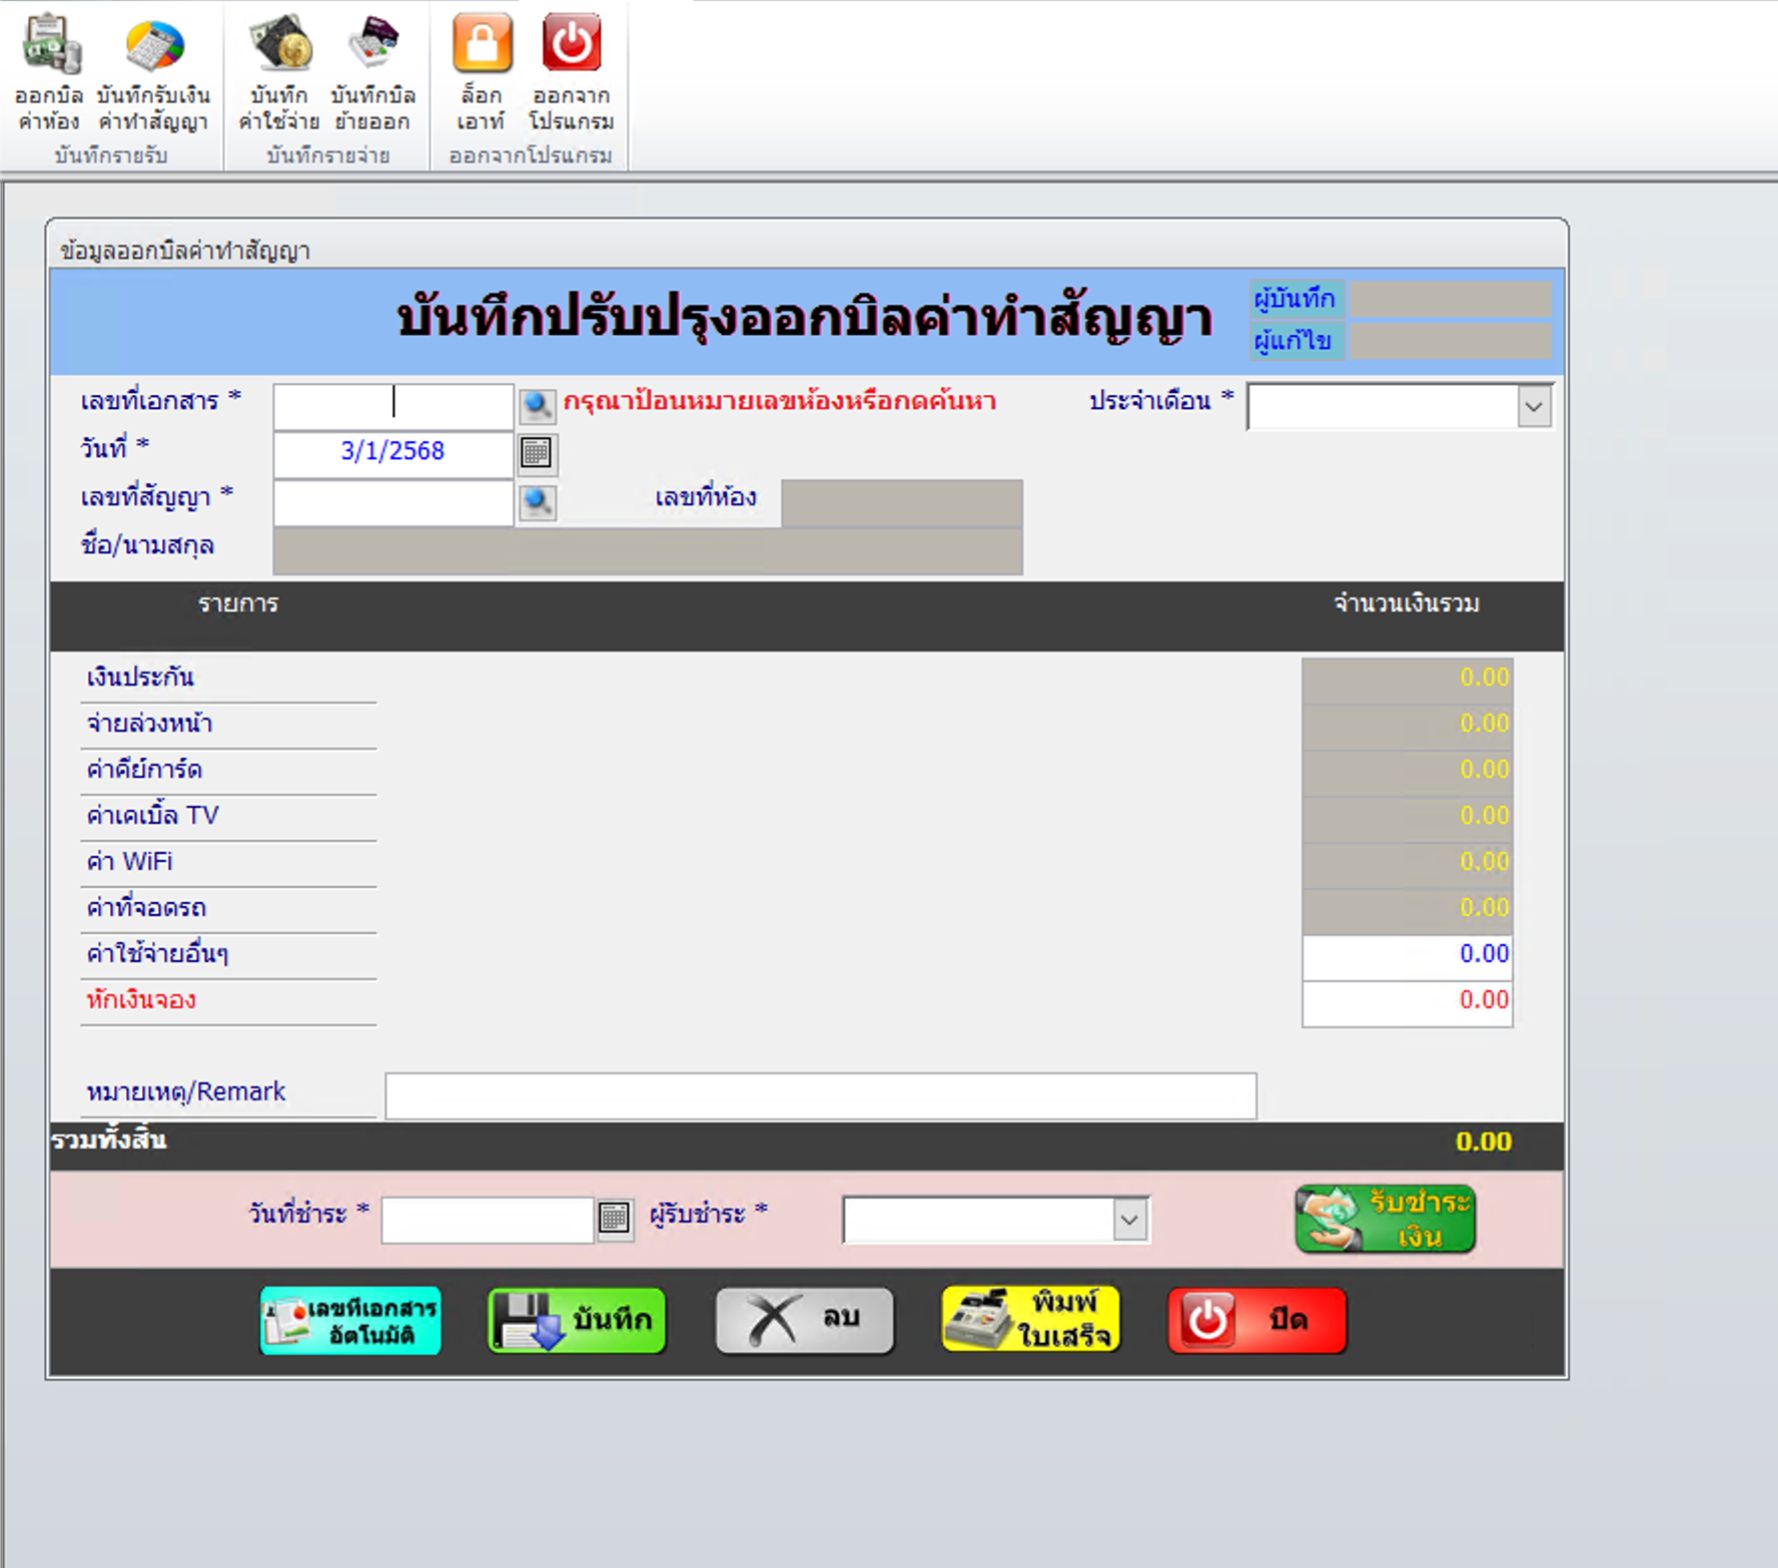 ออกบิล
ค่าห้อง
บันทึกรับเงิน
ค่าทำสัญญา
บันทึก
ค่าใช้จ่าย
บันทึกบิล
ย้ายออก
ล็อก
เอาท์
ออกจาก
โปรแกรม
บันทึกรายรับ
บันทึกรายจ่าย
ออกจากโปรแกรม
ข้อมูลออกบิลค่าทำสัญญา
บันทึกปรับปรุงออกบิลค่าทำสัญญา
ผู้บันทึก
ผู้แก้ไข
เลขที่เอกสาร * กรุณาป้อนหมายเลขห้องหรือกดค้นหา ประจำเดือน *
วันที่ * 3/1/2568
เลขที่สัญญา * เลขที่ห้อง
ชื่อ/นามสกุล
รายการ จำนวนเงินรวม
เงินประกัน 0.00
จ่ายล่วงหน้า 0.00
ค่าคีย์การ์ด 0.00
ค่าเคเบิ้ล TV 0.00
ค่า WiFi 0.00
ค่าที่จอดรถ 0.00
ค่าใช้จ่ายอื่นๆ 0.00
หักเงินจอง 0.00
หมายเหตุ/Remark
รวมทั้งสิ้น 0.00
วันที่ชำระ * ผู้รับชำระ *
รับชำระ
เงิน
เลขที่เอกสาร
อัตโนมัติ
บันทึก
ลบ
พิมพ์
ใบเสร็จ
ปิด